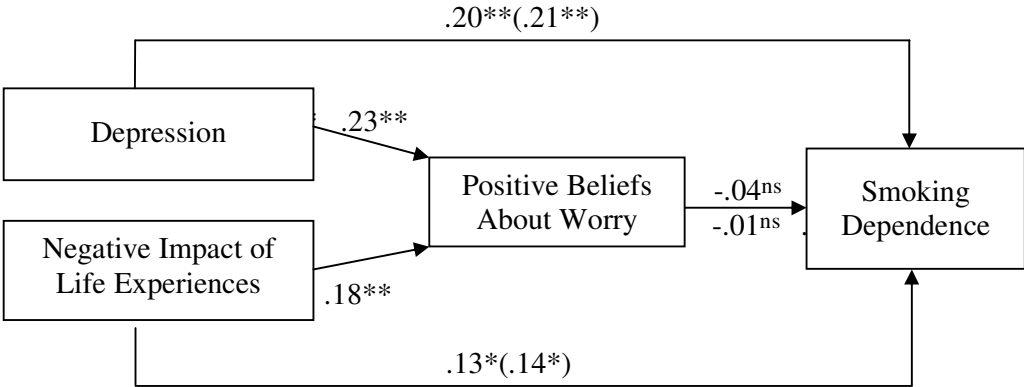 .20**(.21**)
Depression
.23**
Positive Beliefs
About Worry
-.04ns
-.01ns
Smoking
Dependence
Negative Impact of
Life Experiences
.18**
.13*(.14*)